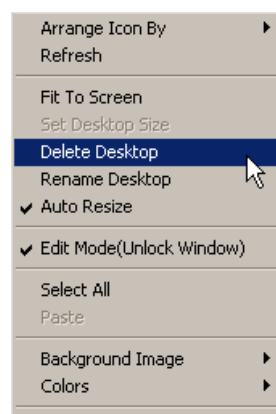 Arrange Icon By
Refresh
Fit To Screen
Set Desktop Size
Delete Desktop
Rename Desktop
Auto Resize
Edit Mode(Unlock Window)
Select All
Paste
Background Image
Colors